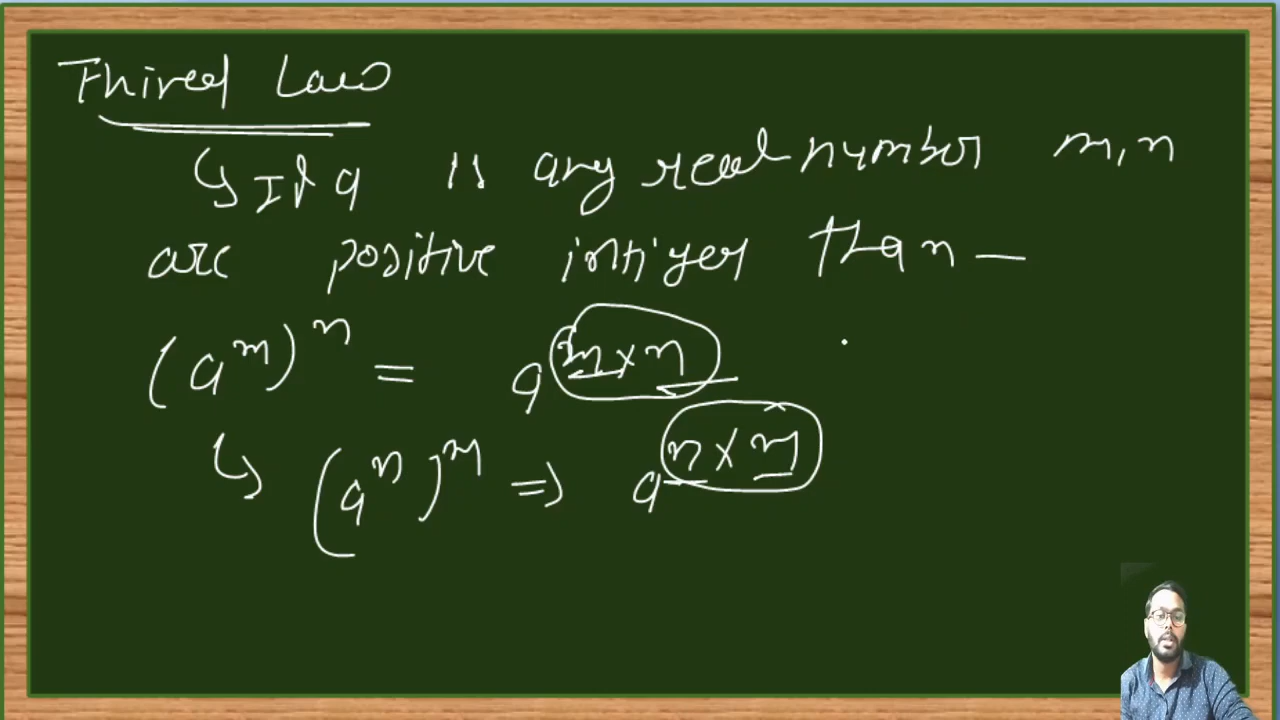 Third Law
↳ If a is any real number m, n
are positive intiger than —
(a^m)^n = a^(m×n)
↳ (a^n)^m ⇒ a^(n×m)